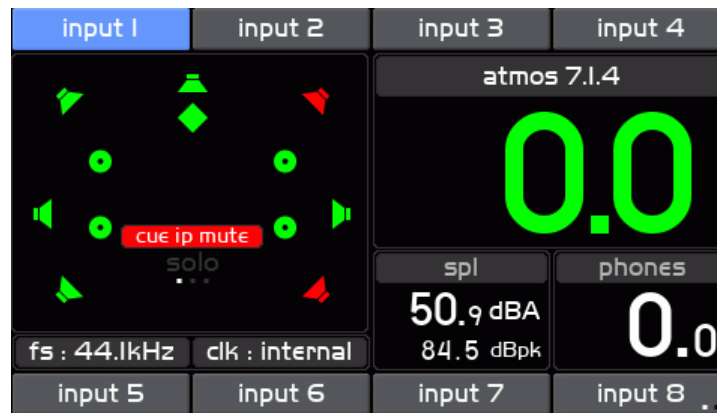 input 1 input 2 input 3 input 4
atmos 7.1.4
0.0
cue ip mute
solo
spl phones
50.9 dBA
84.5 dBpk
0.0
fs : 44.1kHz clk : internal
input 5 input 6 input 7 input 8